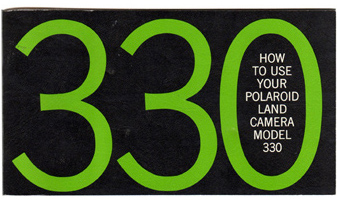 330
HOW
TO USE
YOUR
POLAROID
LAND
CAMERA
MODEL
330